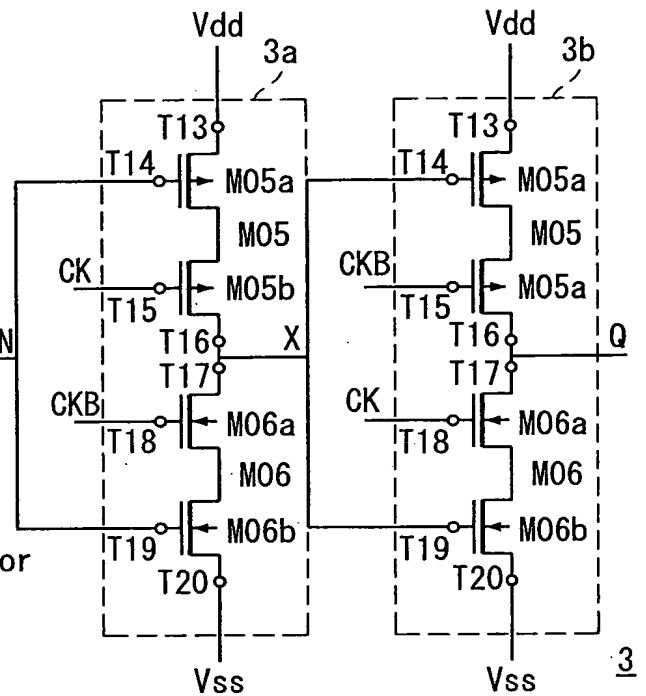 Vdd
Vdd
3a
3b
T13
T13
T14
M05a
T14
M05a
M05
M05
CK
CKB
T15
M05b
T15
M05a
N
T16
X
T16
Q
T17
T17
CKB
CK
T18
M06a
T18
M06a
M06
M06
T19
M06b
T19
M06b
or
T20
T20
Vss
Vss
3